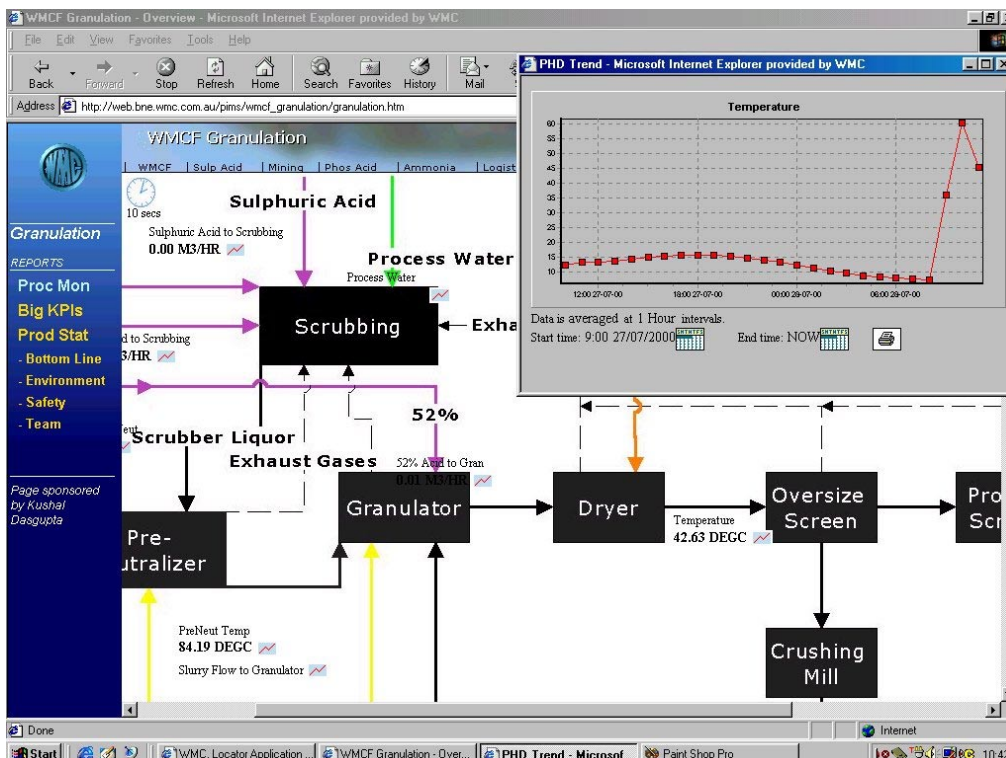 WMCF Granulation - Overview - Microsoft Internet Explorer provided by WMC
File Edit View Favorites Tools Help
Back Forward Stop Refresh Home Search Favorites History Mail
Address http://web.bne.wmc.com.au/pims/wmcf_granulation/granulation.htm
WMCF Granulation
WMCF Sulp Acid Mining Phos Acid Ammonia Logist
WMC
Granulation
REPORTS
Proc Mon
Big KPIs
Prod Stat
- Bottom Line
- Environment
- Safety
- Team
Page sponsored
by Kushal
Dasgupta
10 secs
Sulphuric Acid
Sulphuric Acid to Scrubbing
0.00 M3/HR
Process Water
Process Water
Scrubbing
Exha
d to Scrubbing
3/HR
52%
Scrubber Liquor
Exhaust Gases
52% Acid to Gran
0.01 M3/HR
Granulator
Dryer
Temperature
42.63 DEGC
Oversize
Screen
Pro
Scr
Pre-
utralizer
PreNeut Temp
84.19 DEGC
Slurry Flow to Granulator
Crushing
Mill
PHD Trend - Microsoft Internet Explorer provided by WMC
Temperature
60
55
50
45
40
35
30
25
20
15
10
12:00 27-07-00 18:00 27-07-00 00:00 28-07-00 06:00 28-07-00
Data is averaged at 1 Hour intervals.
Start time: 9:00 27/07/2000 End time: NOW
Done Internet
Start WMC, Locator Application ... WMCF Granulation - Over... PHD Trend - Microsof Paint Shop Pro